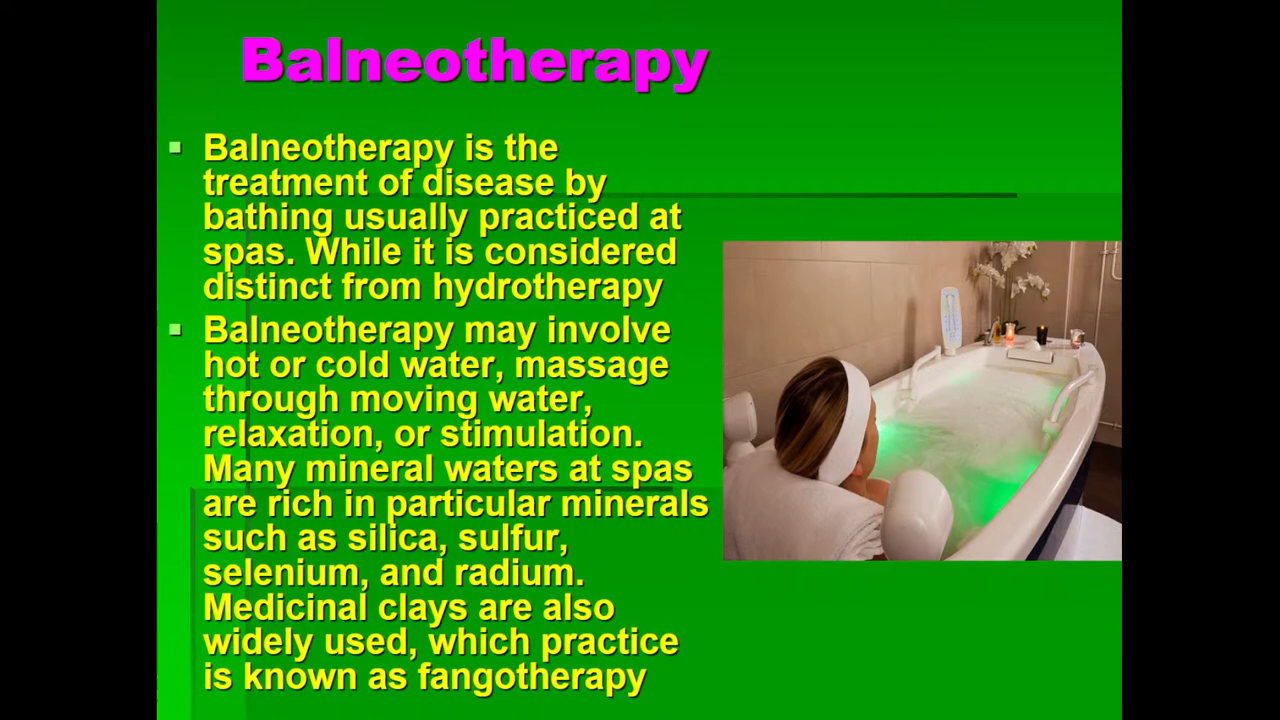 Balneotherapy
Balneotherapy is the
treatment of disease by
bathing usually practiced at
spas. While it is considered
distinct from hydrotherapy
Balneotherapy may involve
hot or cold water, massage
through moving water,
relaxation, or stimulation.
Many mineral waters at spas
are rich in particular minerals
such as silica, sulfur,
selenium, and radium.
Medicinal clays are also
widely used, which practice
is known as fangotherapy